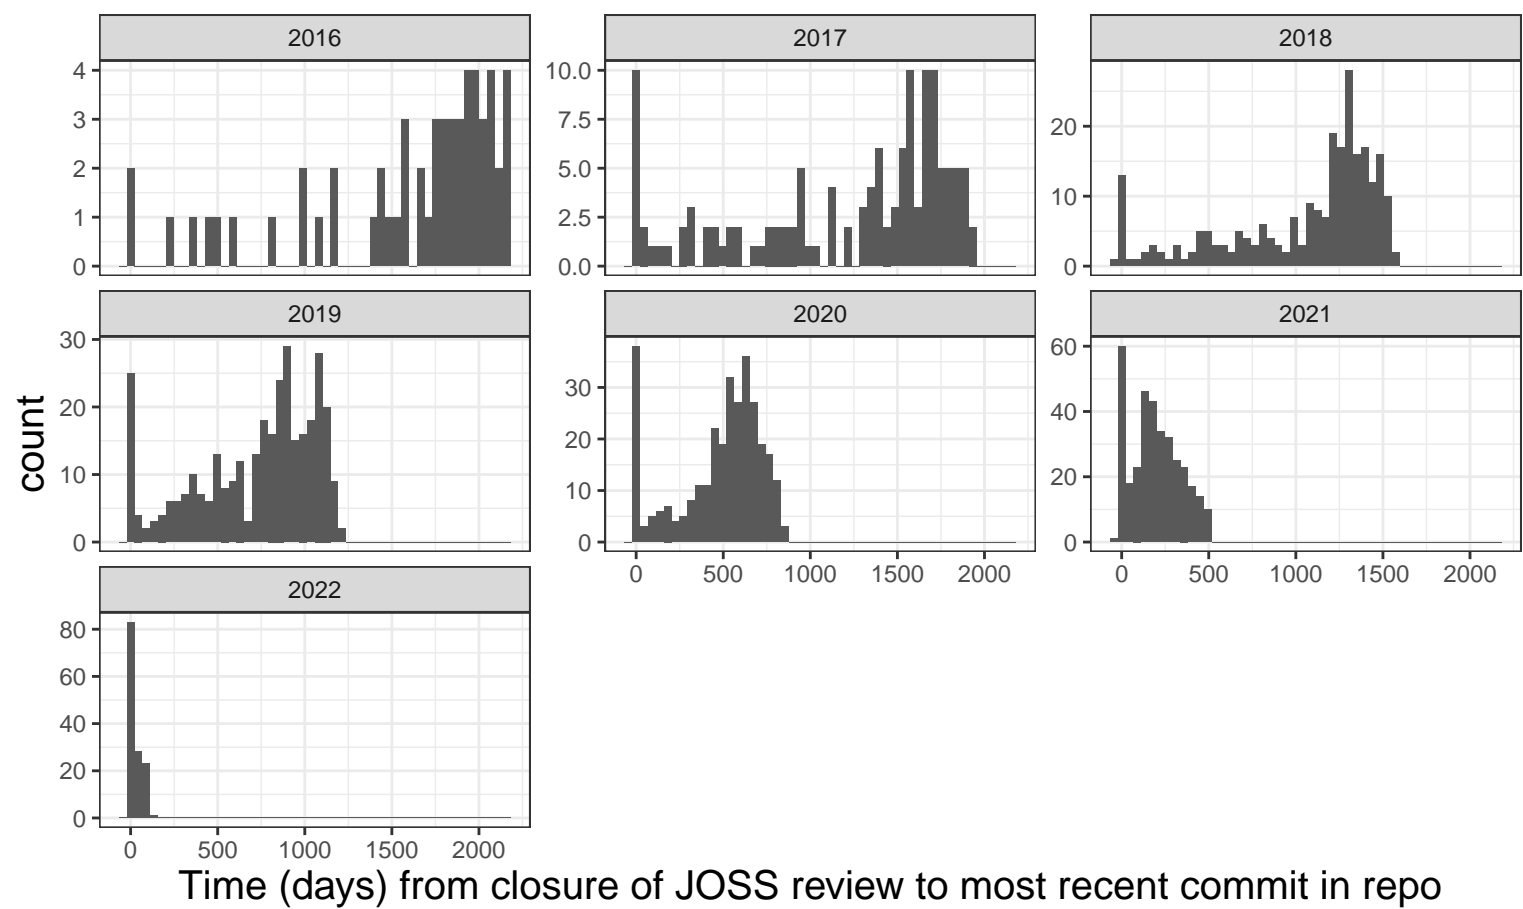 2016 2017 2018
4 3 2 1 0
10.0 7.5 5.0 2.5 0.0
20 10 0
2019 2020 2021
30 20 10 0
30 20 10 0
60 40 20 0
0 500 1000 1500 2000
0 500 1000 1500 2000
2022
80 60 40 20 0
0 500 1000 1500 2000
count
Time (days) from closure of JOSS review to most recent commit in repo